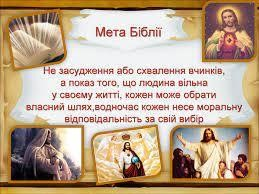 Мета Біблії
Не засудження або схвалення вчинків,
а показ того, що людина вільна
у своєму житті, кожен може обрати
власний шлях,водночас кожен несе моральну
відповідальність за свій вибір